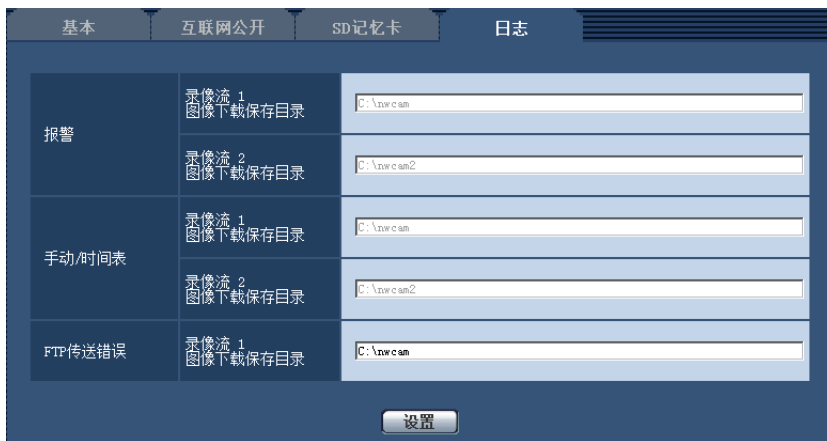 基本 互联网公开 SD记忆卡 日志
报警
录像流 1
图像下载保存目录
C:\nwcam
录像流 2
图像下载保存目录
C:\nwcam2
手动/时间表
录像流 1
图像下载保存目录
C:\nwcam
录像流 2
图像下载保存目录
C:\nwcam2
FTP传送错误
录像流 1
图像下载保存目录
C:\nwcam
设置